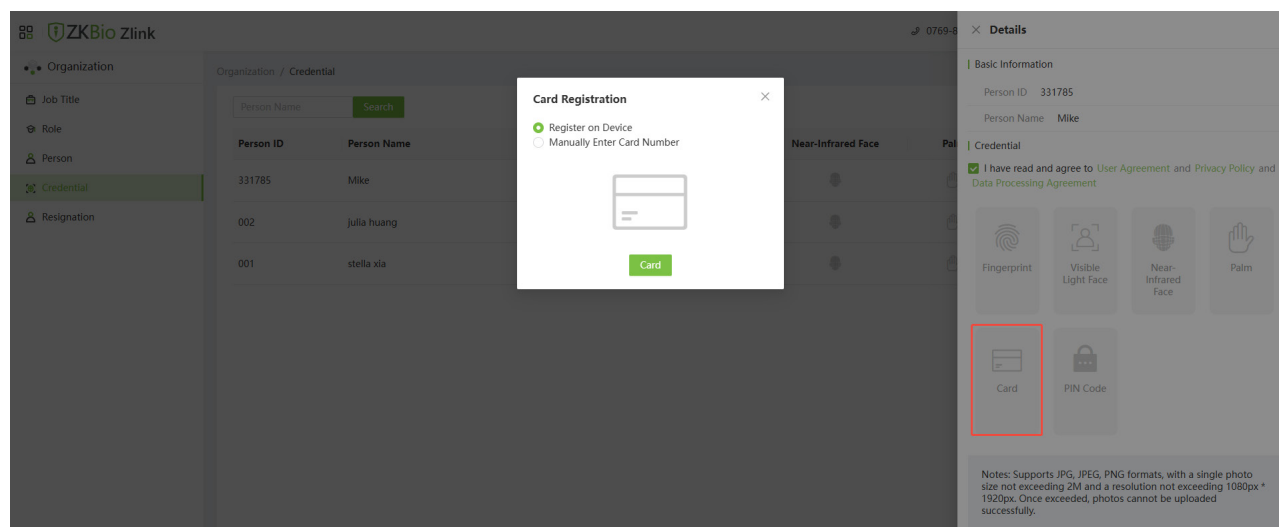 ZKBio Zlink
0769-8
Organization
Job Title
Role
Person
Credential
Resignation
Organization / Credential
Person Name Search
Person ID Person Name Near-Infrared Face Pal
331785 Mike
002 julia huang
001 stella xia
Card Registration
Register on Device
Manually Enter Card Number
Card
Details
Basic Information
Person ID 331785
Person Name Mike
Credential
I have read and agree to User Agreement and Privacy Policy and
Data Processing Agreement
Fingerprint
Visible
Light Face
Near-
Infrared
Face
Palm
Card
PIN Code
Notes: Supports JPG, JPEG, PNG formats, with a single photo
size not exceeding 2M and a resolution not exceeding 1080px *
1920px. Once exceeded, photos cannot be uploaded
successfully.